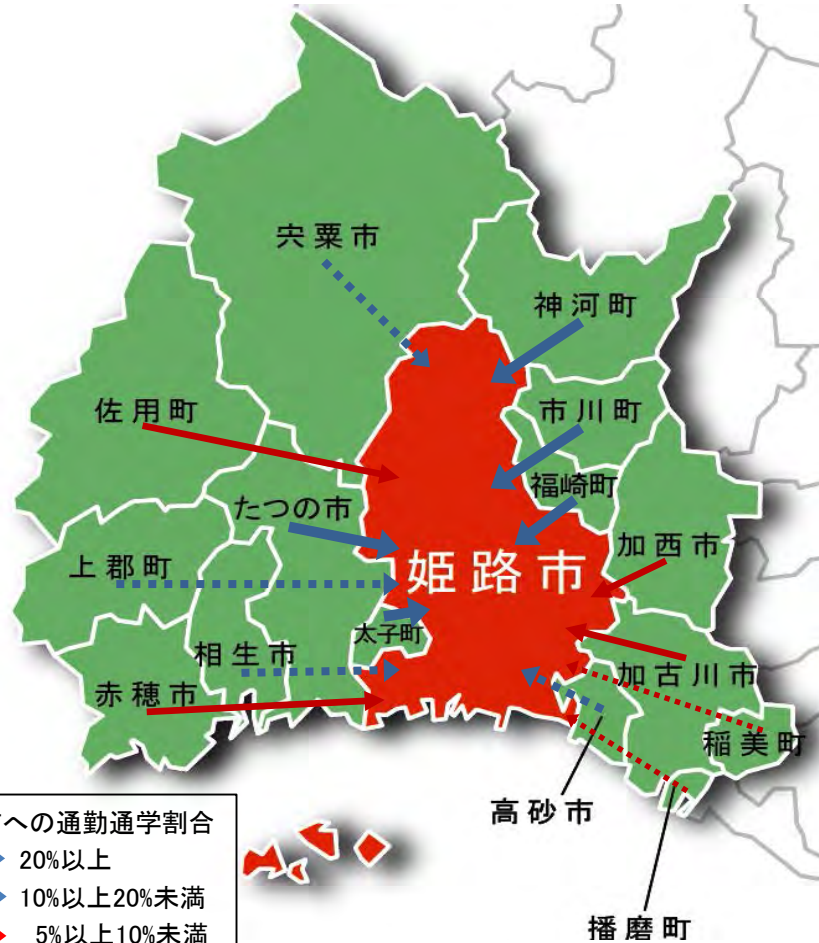 宍粟市
神河町
佐用町
市川町
たつの市
福崎町
加西市
上郡町
姫路市
太子町
相生市
加古川市
赤穂市
稲美町
高砂市
への通勤通学割合
20%以上
10%以上20%未満
5%以上10%未満
播磨町